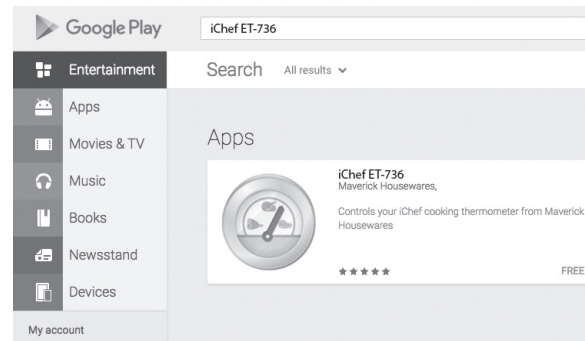 Google Play
iChef ET-736
Entertainment
Search All results
Apps
Movies & TV
Music
Books
Newsstand
Devices
My account
Apps
iChef ET-736
Maverick Housewares,
Controls your iChef cooking thermometer from Maverick
Housewares
FREE